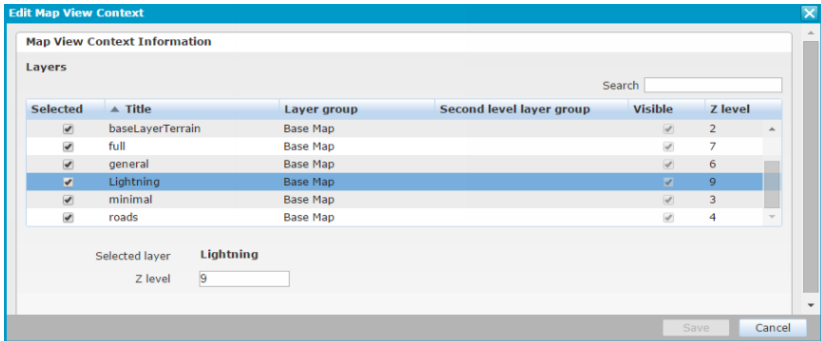 Edit Map View Context
Map View Context Information
Layers
Search
Selected Title Layer group Second level layer group Visible Z level
baseLayerTerrain Base Map 2
full Base Map 7
general Base Map 6
Lightning Base Map 9
minimal Base Map 3
roads Base Map 4
Selected layer Lightning
Z level 9
Save Cancel